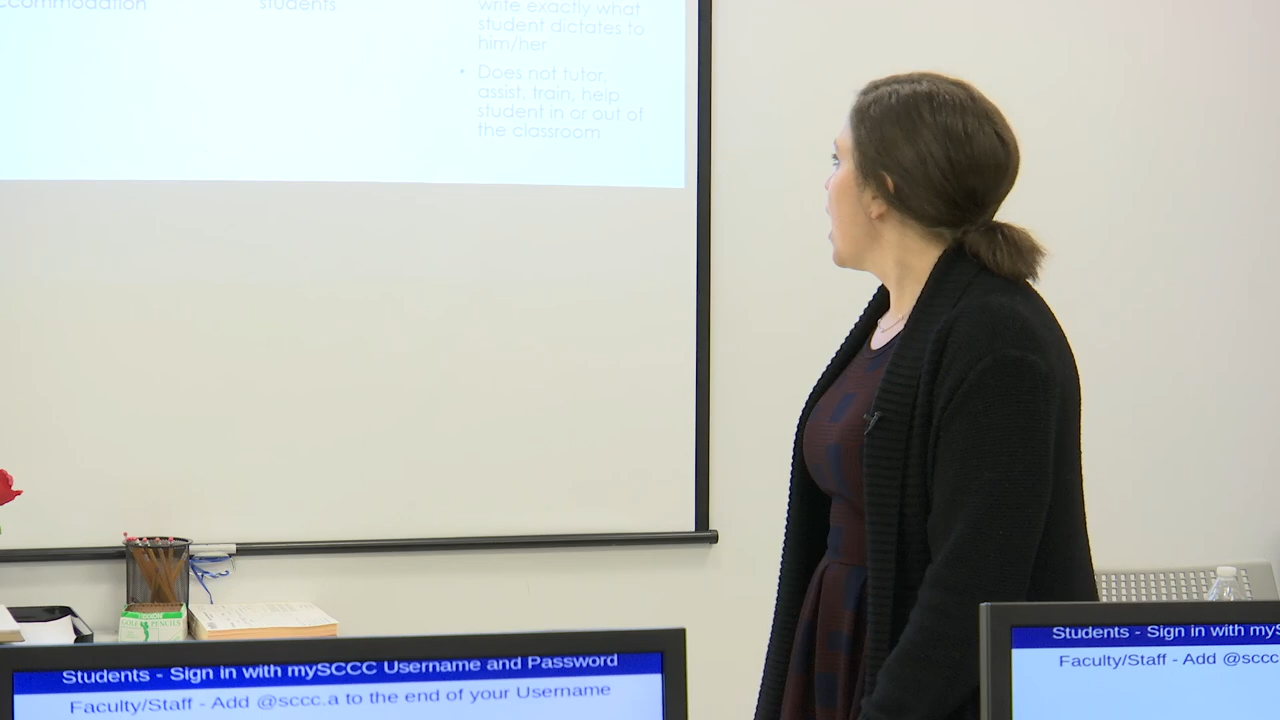 ccommodation
students
write exactly what
student dictates to
him/her
• Does not tutor,
assist, train, help
student in or out of
the classroom
GOLF PENCILS
Students - Sign in with mySCCC Username and Password
Faculty/Staff - Add @sccc.a to the end of your Username
Students - Sign in with myS
Faculty/Staff - Add @sccc